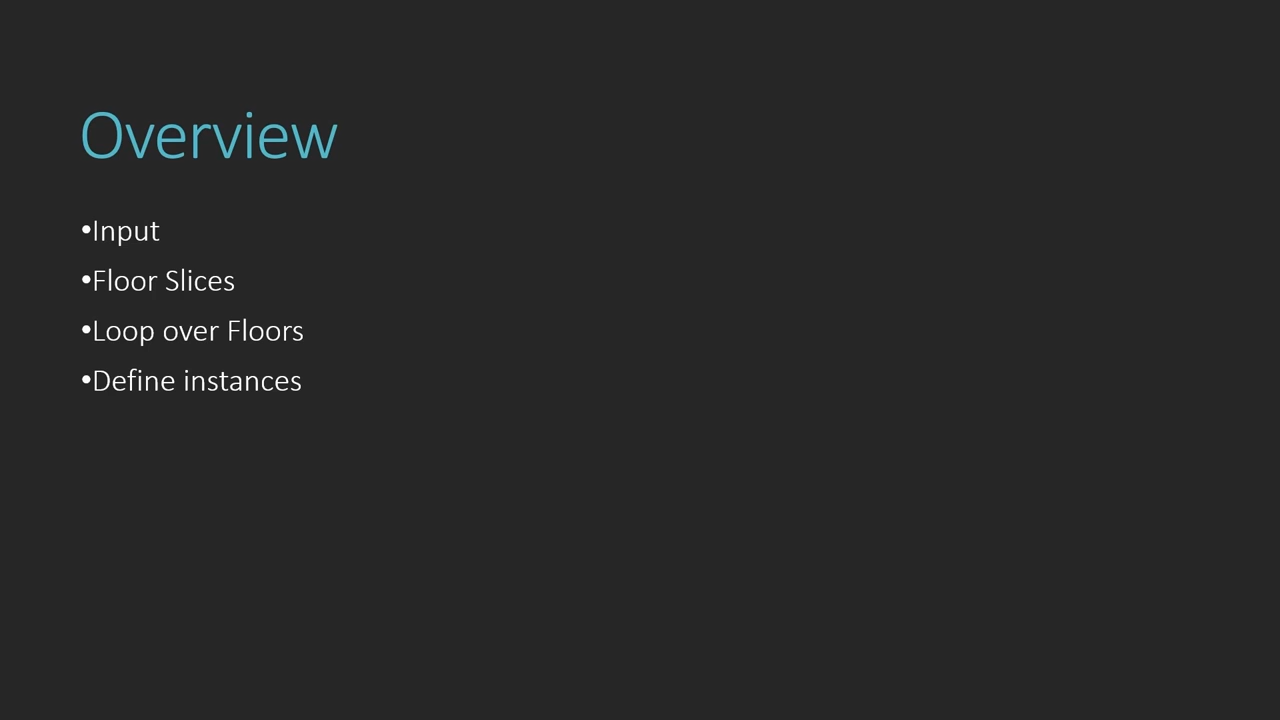 Overview
•Input
•Floor Slices
•Loop over Floors
•Define instances